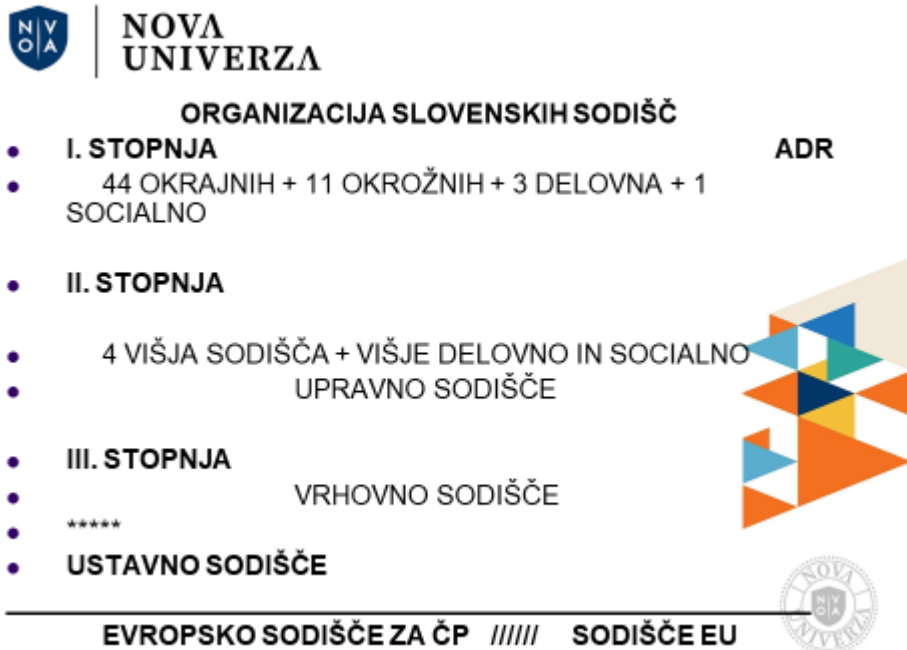 NOVA
UNIVERZA
ORGANIZACIJA SLOVENSKIH SODIŠČ
I. STOPNJA ADR
44 OKRAJNIH + 11 OKROŽNIH + 3 DELOVNA + 1
SOCIALNO
II. STOPNJA
4 VIŠJA SODIŠČA + VIŠJE DELOVNO IN SOCIALNO
UPRAVNO SODIŠČE
III. STOPNJA
VRHOVNO SODIŠČE
*****
USTAVNO SODIŠČE
EVROPSKO SODIŠČE ZA ČP ////// SODIŠČE EU
NOVA
UNIVERZA